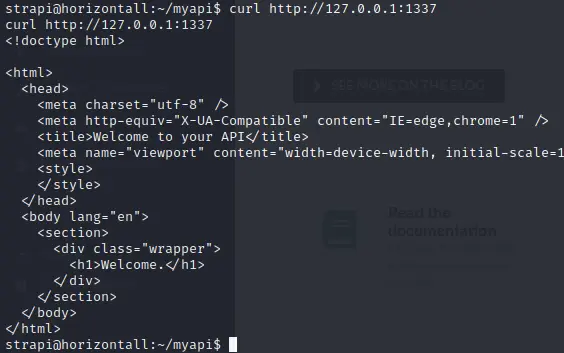 strapi@horizontall:~/myapi$ curl http://127.0.0.1:1337
curl http://127.0.0.1:1337
<!doctype html>

<html>
  <head>
    <meta charset="utf-8" />
    <meta http-equiv="X-UA-Compatible" content="IE=edge,chrome=1" />
    <title>Welcome to your API</title>
    <meta name="viewport" content="width=device-width, initial-scale=1
    <style>
    </style>
  </head>
  <body lang="en">
    <section>
      <div class="wrapper">
        <h1>Welcome.</h1>
      </div>
    </section>
  </body>
</html>
strapi@horizontall:~/myapi$
SEE MORE ON THE BLOG
Read the
documentation